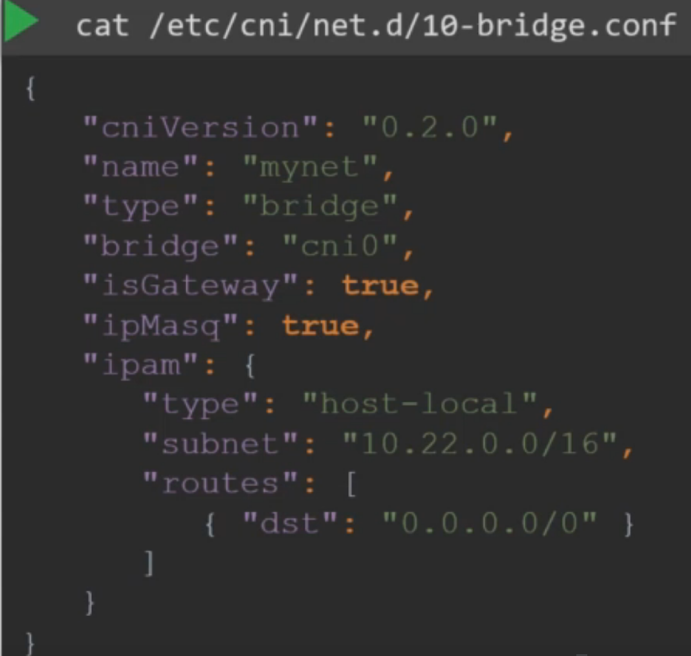 cat /etc/cni/net.d/10-bridge.conf
{
    "cniVersion": "0.2.0",
    "name": "mynet",
    "type": "bridge",
    "bridge": "cni0",
    "isGateway": true,
    "ipMasq": true,
    "ipam": {
        "type": "host-local",
        "subnet": "10.22.0.0/16",
        "routes": [
            { "dst": "0.0.0.0/0" }
        ]
    }
}